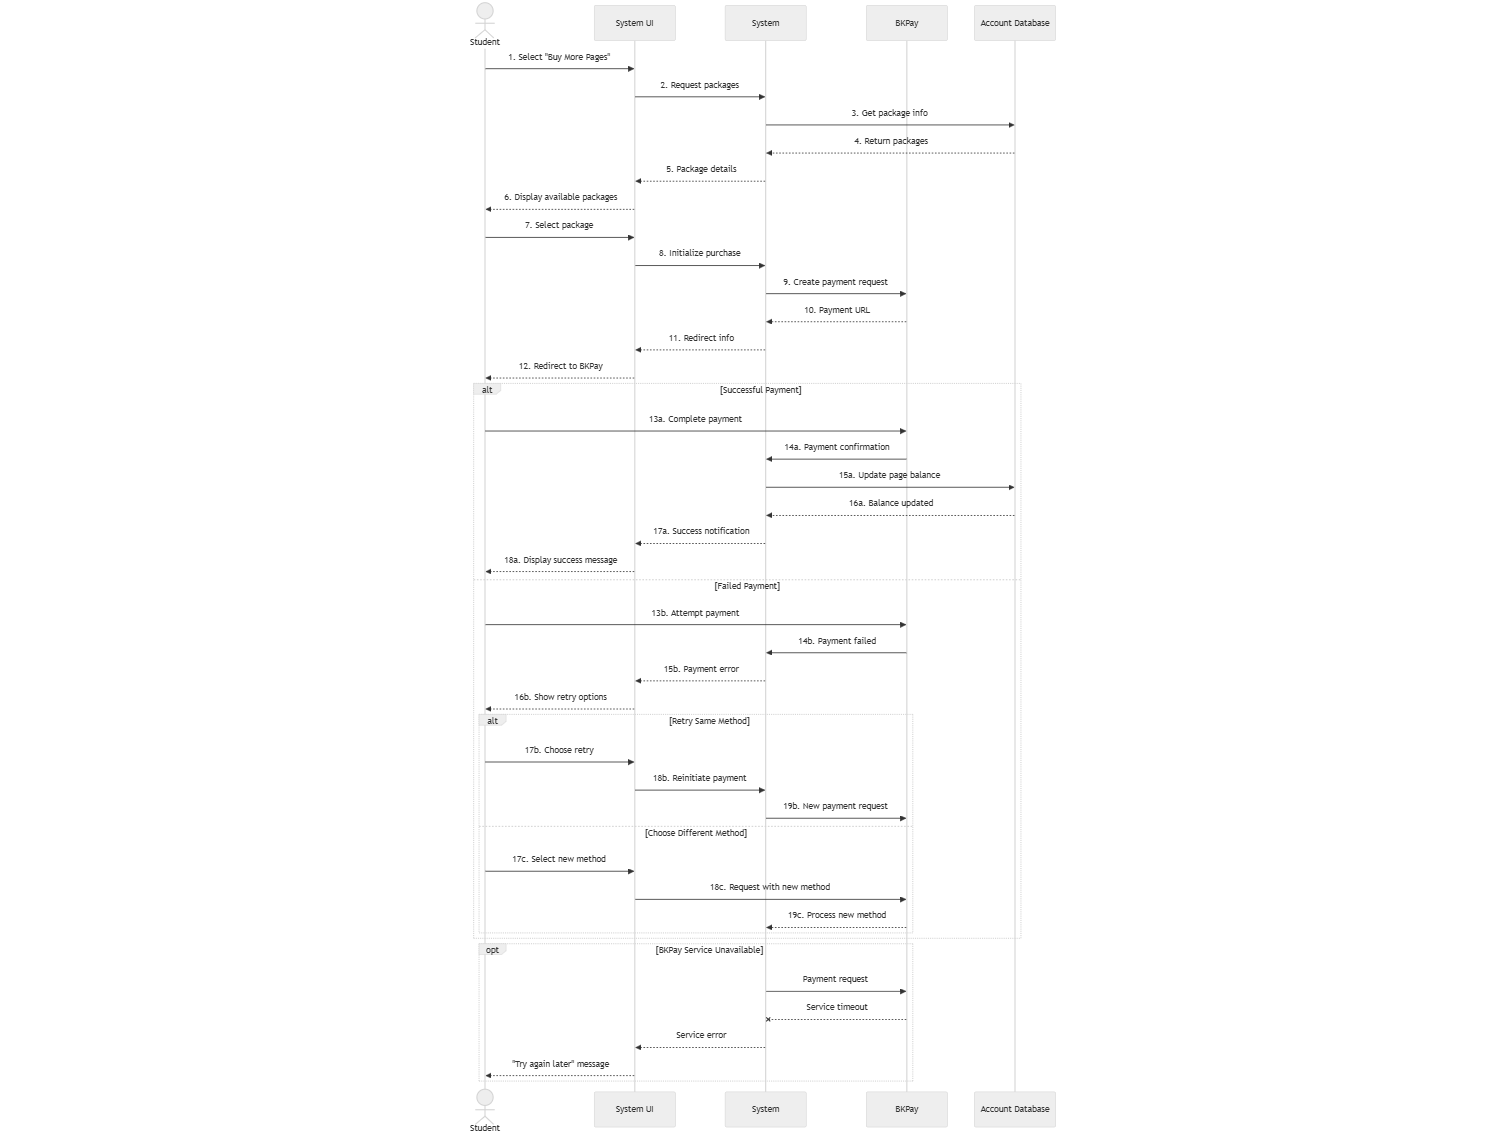 Student
System UI
System
BKPay
Account Database
1. Select "Buy More Pages"
2. Request packages
3. Get package info
4. Return packages
5. Package details
6. Display available packages
7. Select package
8. Initialize purchase
9. Create payment request
10. Payment URL
11. Redirect info
12. Redirect to BKPay
alt
[Successful Payment]
13a. Complete payment
14a. Payment confirmation
15a. Update page balance
16a. Balance updated
17a. Success notification
18a. Display success message
[Failed Payment]
13b. Attempt payment
14b. Payment failed
15b. Payment error
16b. Show retry options
alt
[Retry Same Method]
17b. Choose retry
18b. Reinitiate payment
19b. New payment request
[Choose Different Method]
17c. Select new method
18c. Request with new method
19c. Process new method
opt
[BKPay Service Unavailable]
Payment request
Service timeout
Service error
"Try again later" message
Student
System UI
System
BKPay
Account Database